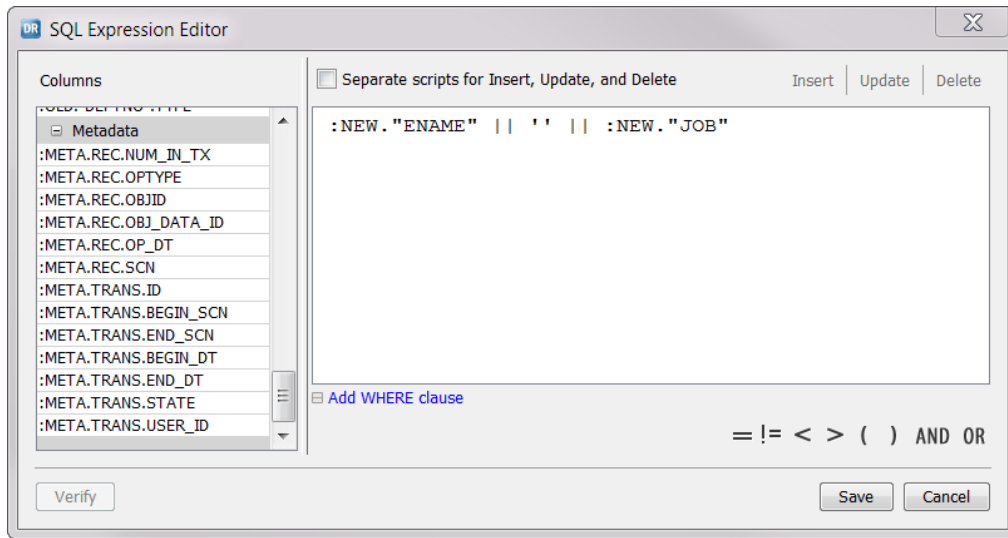 DR SQL Expression Editor
Columns
Separate scripts for Insert, Update, and Delete
Insert Update Delete
Metadata
:META.REC.NUM_IN_TX
:META.REC.OPTYPE
:META.REC.OBJID
:META.REC.OBJ_DATA_ID
:META.REC.OP_DT
:META.REC.SCN
:META.TRANS.ID
:META.TRANS.BEGIN_SCN
:META.TRANS.END_SCN
:META.TRANS.BEGIN_DT
:META.TRANS.END_DT
:META.TRANS.STATE
:META.TRANS.USER_ID
:NEW."ENAME" || '' || :NEW."JOB"
Add WHERE clause
= != < > ( ) AND OR
Verify
Save Cancel